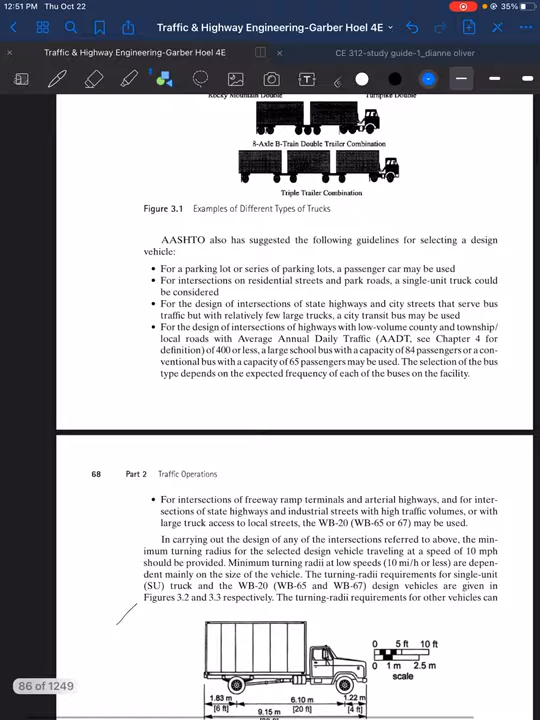 12:51 PM Thu Oct 22
35%
Traffic & Highway Engineering-Garber Hoel 4E
Traffic & Highway Engineering-Garber Hoel 4E
CE 312-study guide-1_dianne oliver
Rocky Mountain Double
Turnpike Double
8-Axle B-Train Double Trailer Combination
Triple Trailer Combination
Figure 3.1 Examples of Different Types of Trucks
AASHTO also has suggested the following guidelines for selecting a design
vehicle:
• For a parking lot or series of parking lots, a passenger car may be used
• For intersections on residential streets and park roads, a single-unit truck could
be considered
• For the design of intersections of state highways and city streets that serve bus
traffic but with relatively few large trucks, a city transit bus may be used
• For the design of intersections of highways with low-volume county and township/
local roads with Average Annual Daily Traffic (AADT, see Chapter 4 for
definition) of 400 or less, a large school bus with a capacity of 84 passengers or a con-
ventional bus with a capacity of 65 passengers may be used. The selection of the bus
type depends on the expected frequency of each of the buses on the facility.
68 Part 2 Traffic Operations
• For intersections of freeway ramp terminals and arterial highways, and for inter-
sections of state highways and industrial streets with high traffic volumes, or with
large truck access to local streets, the WB-20 (WB-65 or 67) may be used.
In carrying out the design of any of the intersections referred to above, the min-
imum turning radius for the selected design vehicle traveling at a speed of 10 mph
should be provided. Minimum turning radii at low speeds (10 mi/h or less) are depen-
dent mainly on the size of the vehicle. The turning-radii requirements for single-unit
(SU) truck and the WB-20 (WB-65 and WB-67) design vehicles are given in
Figures 3.2 and 3.3 respectively. The turning-radii requirements for other vehicles can
0 5 ft 10 ft
0 1 m 2.5 m
scale
86 of 1249
1.83 m 6.10 m 1.22 m
[6 ft] [20 ft] [4 ft]
9.15 m